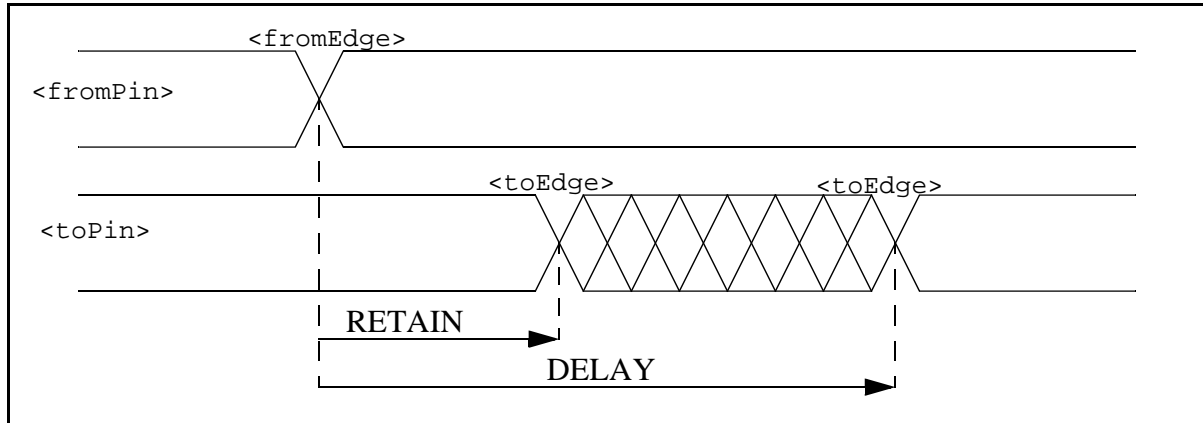 <fromEdge>
<fromPin>
<toEdge>
<toEdge>
<toPin>
RETAIN
DELAY